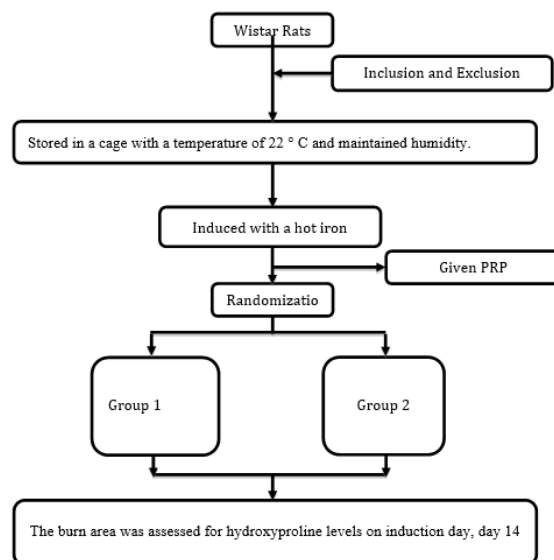 Wistar Rats
Inclusion and Exclusion
Stored in a cage with a temperature of 22 ° C and maintained humidity.
Induced with a hot iron
Given PRP
Randomizatio
Group 1
Group 2
The burn area was assessed for hydroxyproline levels on induction day, day 14